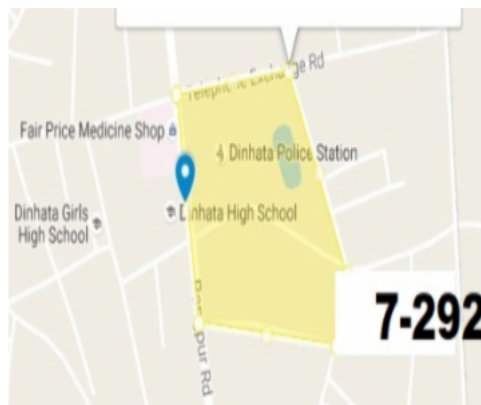 Telephone Exchange Rd
Fair Price Medicine Shop
Dinhata Police Station
Dinhata High School
Dinhata Girls
High School
7-292